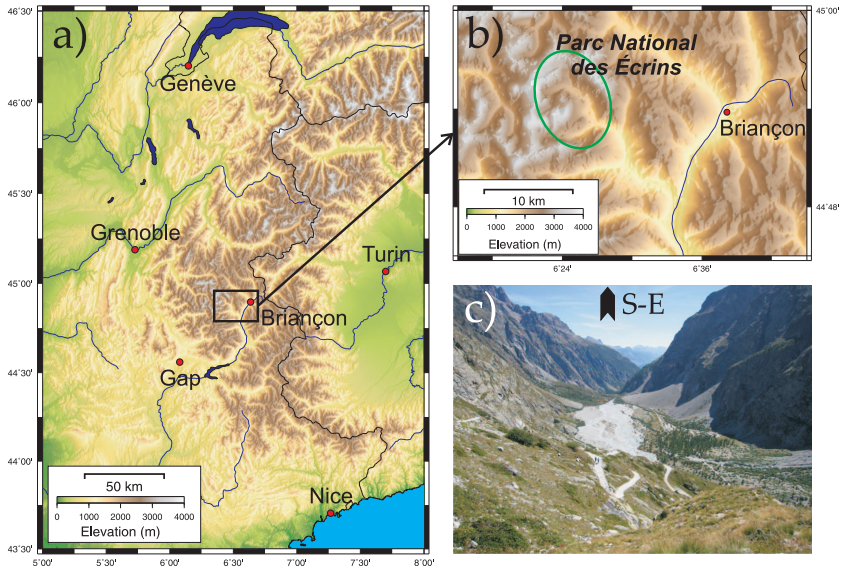 a)
Genève
Grenoble
Turin
Briançon
Gap
Nice
50 km
0 1000 2000 3000 4000
Elevation (m)
46˚30'
46˚00'
45˚30'
45˚00'
44˚30'
44˚00'
43˚30'
5˚00' 5˚30' 6˚00' 6˚30' 7˚00' 7˚30' 8˚00'
b)
Parc National
des Écrins
Briançon
10 km
0 1000 2000 3000 4000
Elevation (m)
45˚00'
44˚48'
6˚24' 6˚36'
c)
S-E